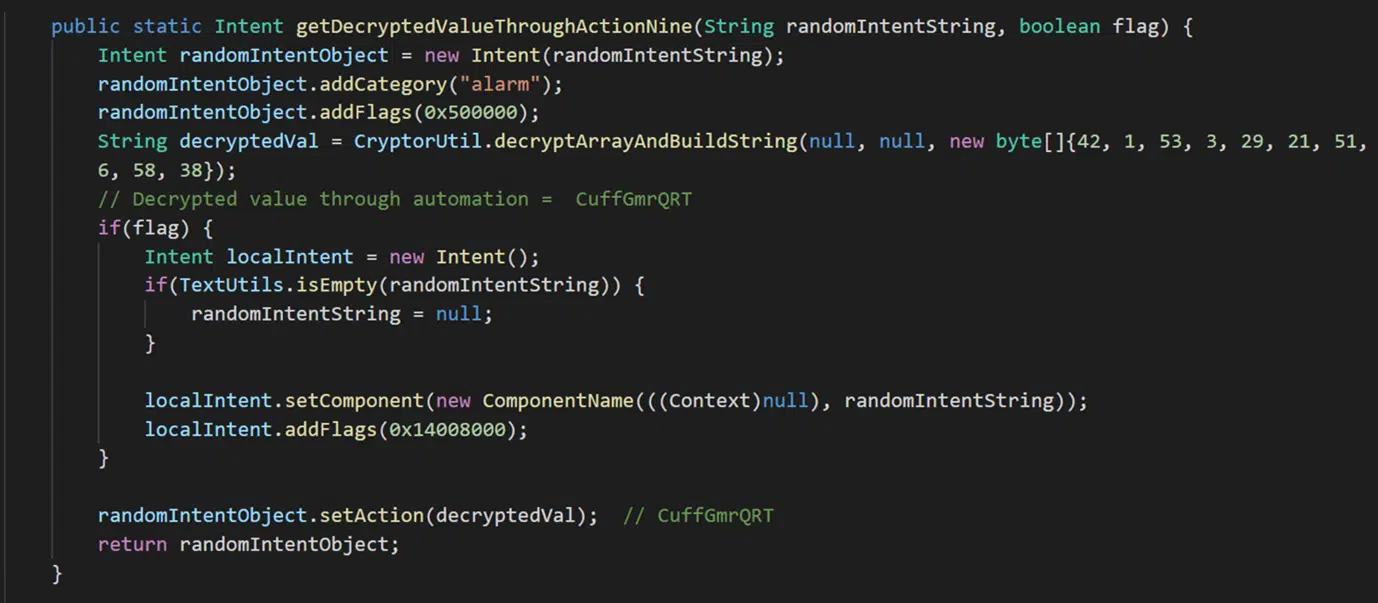 public static Intent getDecryptedValueThroughActionNine(String randomIntentString, boolean flag) {
Intent randomIntentObject = new Intent(randomIntentString);
randomIntentObject.addCategory("alarm");
randomIntentObject.addFlags(0x500000);
String decryptedVal = CryptorUtil.decryptArrayAndBuildString(null, null, new byte[]{42, 1, 53, 3, 29, 21, 51,
6, 58, 38});
// Decrypted value through automation =  CuffGmrQRT
if(flag) {
Intent localIntent = new Intent();
if(TextUtils.isEmpty(randomIntentString)) {
randomIntentString = null;
}
localIntent.setComponent(new ComponentName(((Context)null), randomIntentString));
localIntent.addFlags(0x14008000);
}
randomIntentObject.setAction(decryptedVal);  // CuffGmrQRT
return randomIntentObject;
}